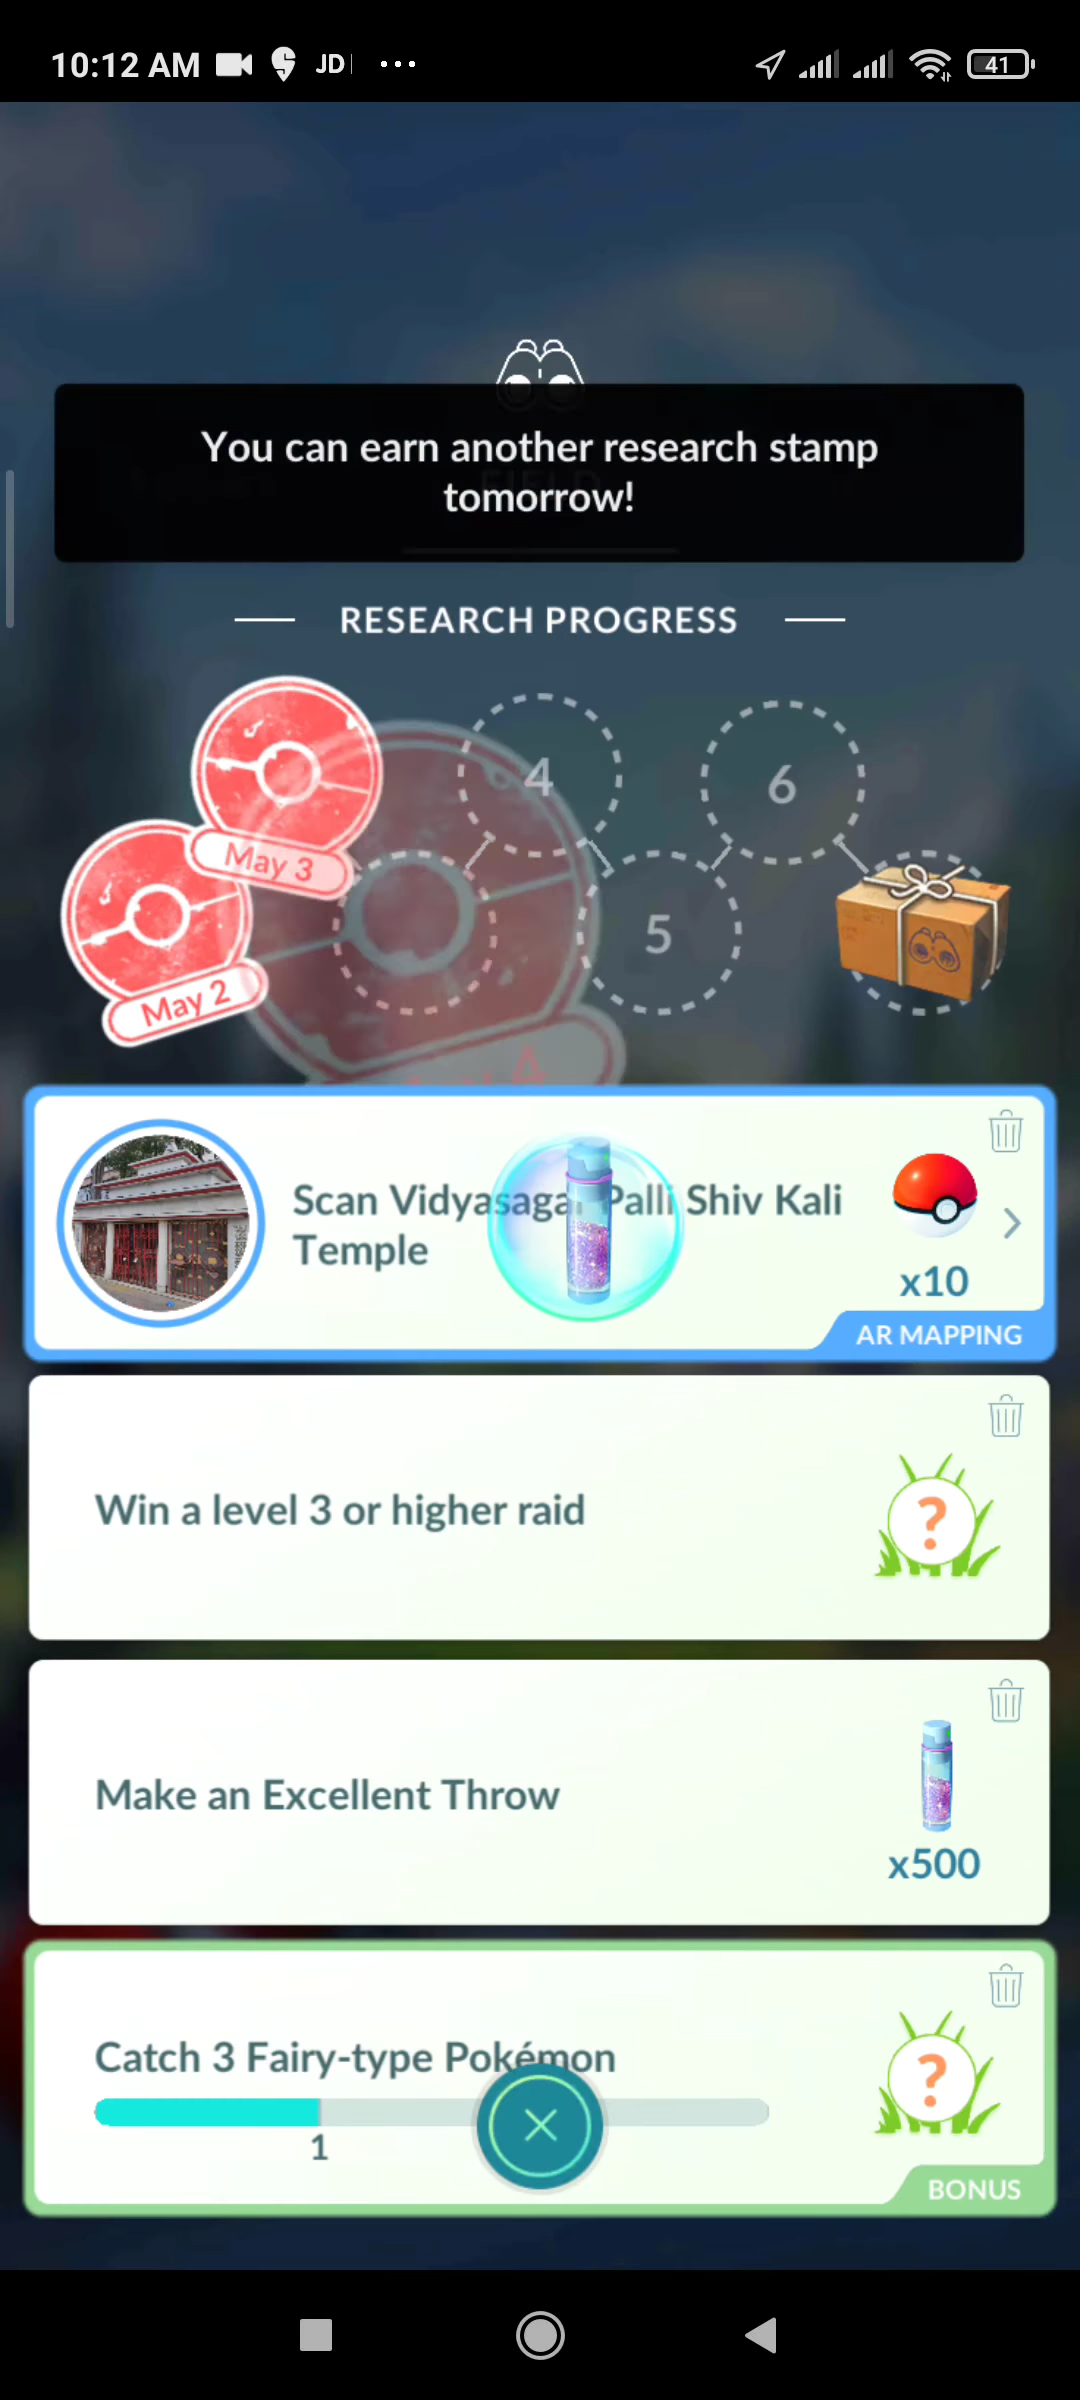 10:12 AM JD 41
You can earn another research stamp
tomorrow!
RESEARCH PROGRESS
4
6
May 3
5
May 2
Scan Vidyasagar Palli Shiv Kali
Temple
x10
AR MAPPING
Win a level 3 or higher raid
?
Make an Excellent Throw
x500
Catch 3 Fairy-type Pokémon
?
1
BONUS